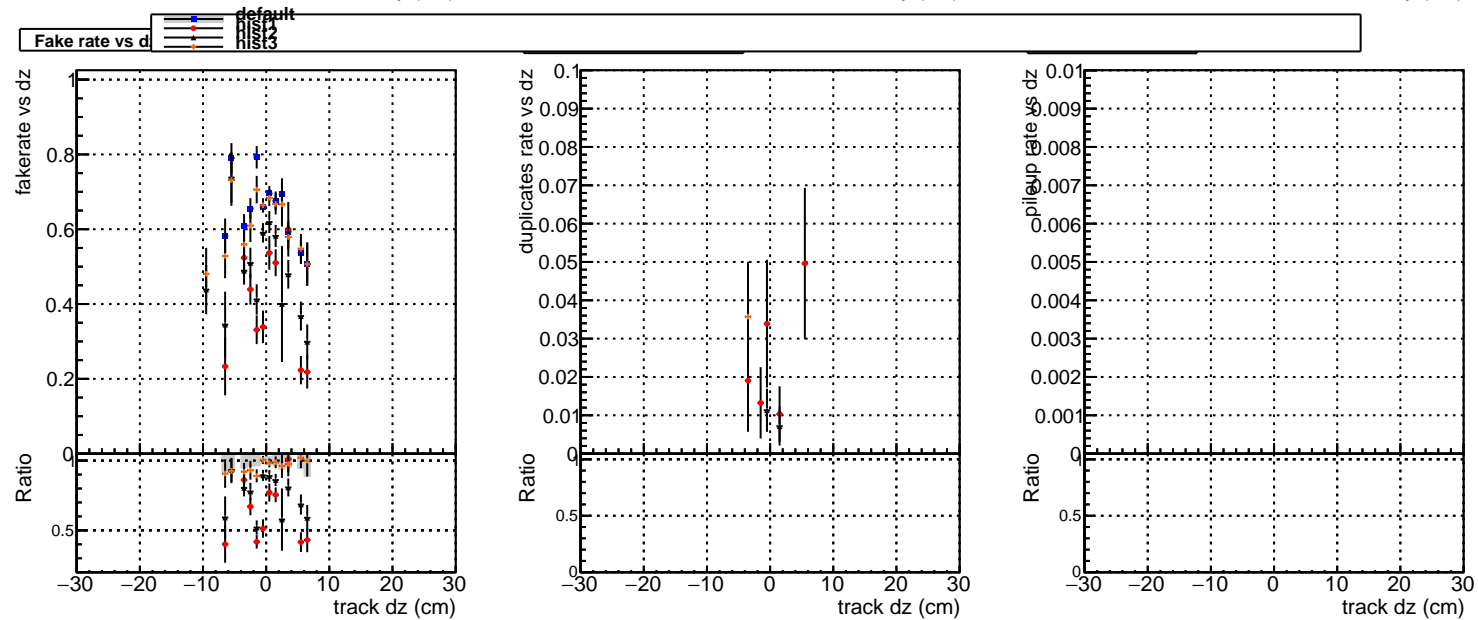 default
hist1
hist2
hist3
Fake rate vs dz
fakerate vs dz
1
0.8
0.6
0.4
0.2
0
Ratio
1
0.5
−30 −20 −10 0 10 20 30
track dz (cm)
duplicates rate vs dz
0.1
0.09
0.08
0.07
0.06
0.05
0.04
0.03
0.02
0.01
0
Ratio
1
0.5
0
−30 −20 −10 0 10 20 30
track dz (cm)
pileup rate vs dz
0.01
0.009
0.008
0.007
0.006
0.005
0.004
0.003
0.002
0.001
0
Ratio
1
0.5
0
−30 −20 −10 0 10 20 30
track dz (cm)